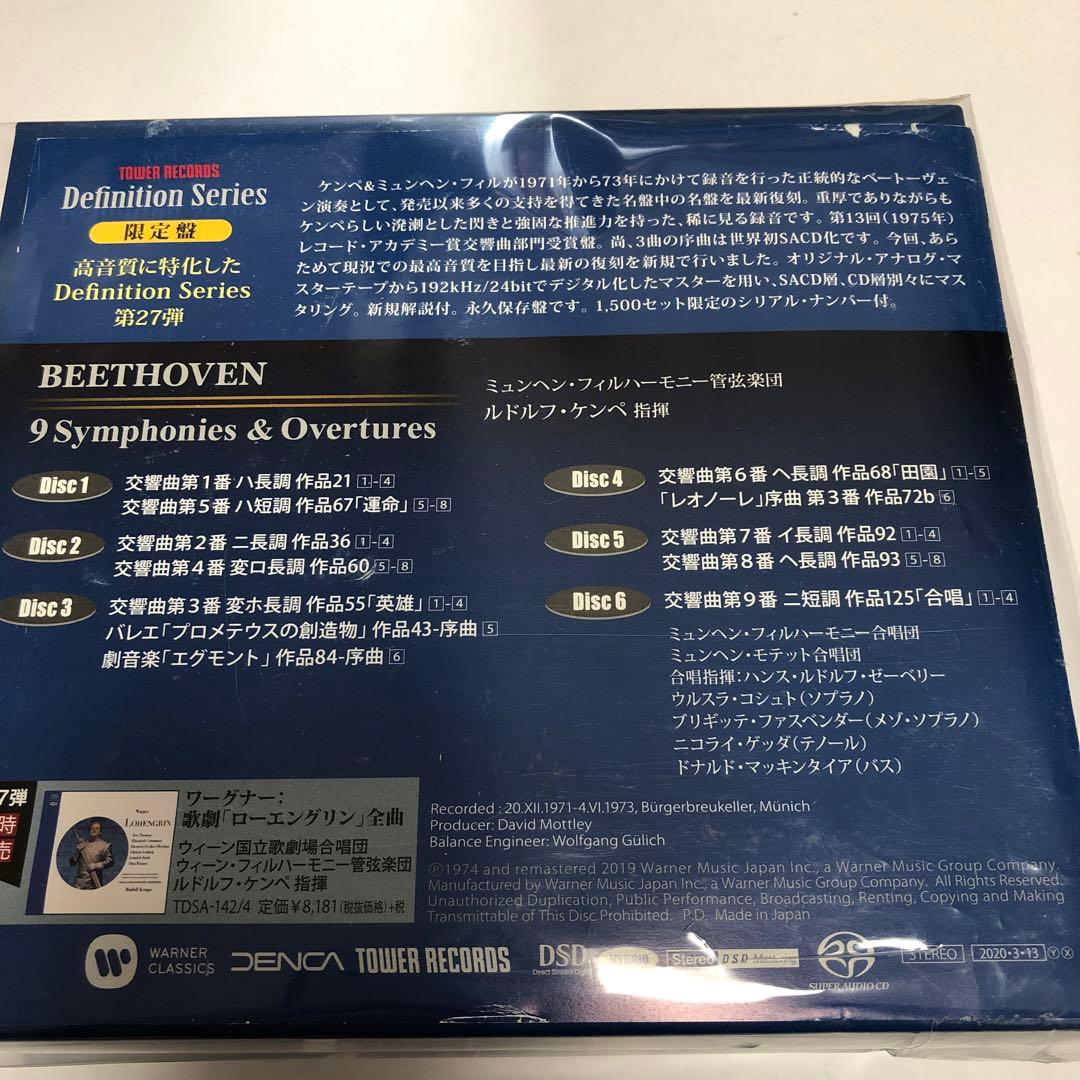 TOWER RECORDS
Definition Series
限定盤
高音質に特化した
Definition Series
第27弾
ケンペ&ミュンヘン・フィルが1971年から73年にかけて録音を行った正統的なベートーヴェ
ン演奏として、発売以来多くの支持を得てきた名盤中の名盤を最新復刻。重厚でありながらも
ケンペらしい溌溂とした閃きと強固な推進力を持った、稀に見る録音です。第13回(1975年)
レコード・アカデミー賞交響曲部門受賞盤。尚、3曲の序曲は世界初SACD化です。今回、あら
ためて現況での最高音質を目指し最新の復刻を新規で行いました。オリジナル・アナログ・マ
スターテープから192kHz/24bitでデジタル化したマスターを用い、SACD層、CD層別々にマス
タリング。新規解説付。永久保存盤です。1,500セット限定のシリアル・ナンバー付。
BEETHOVEN
9 Symphonies & Overtures
ミュンヘン・フィルハーモニー管弦楽団
ルドルフ・ケンペ 指揮
Disc 1 交響曲第1番 ハ長調 作品21 1-4
交響曲第5番 ハ短調 作品67「運命」 5-8
Disc 2 交響曲第2番 ニ長調 作品36 1-4
交響曲第4番 変ロ長調 作品60 5-8
Disc 3 交響曲第3番 変ホ長調 作品55「英雄」 1-4
バレエ「プロメテウスの創造物」作品43-序曲 5
劇音楽「エグモント」作品84-序曲 6
Disc 4 交響曲第6番 ヘ長調 作品68「田園」 1-5
「レオノーレ」序曲 第3番 作品72b 6
Disc 5 交響曲第7番 イ長調 作品92 1-4
交響曲第8番 ヘ長調 作品93 5-8
Disc 6 交響曲第9番 ニ短調 作品125「合唱」 1-4
ミュンヘン・フィルハーモニー合唱団
ミュンヘン・モテット合唱団
合唱指揮:ハンス・ルドルフ・ゼーベリー
ウルスラ・コシュト(ソプラノ)
ブリギッテ・ファスベンダー(メゾ・ソプラノ)
ニコライ・ゲッダ(テノール)
ドナルド・マッキンタイア(バス)
7弾
時
売
Wagner
LOHENGRIN
Rudolf Kempe
ワーグナー:
歌劇「ローエングリン」全曲
ウィーン国立歌劇場合唱団
ウィーン・フィルハーモニー管弦楽団
ルドルフ・ケンペ 指揮
TDSA-142/4 定価¥8,181(税抜価格)+税
Recorded : 20.XII.1971-4.VI.1973, Bürgerbreukeller, Münich
Producer: David Mottley
Balance Engineer: Wolfgang Gülich
Ⓟ1974 and remastered 2019 Warner Music Japan Inc., a Warner Music Group Company.
Manufactured by Warner Music Japan Inc., a Warner Music Group Company. All Rights Reserved.
Unauthorized Duplication, Public Performance, Broadcasting, Renting, Copying and Making
Transmittable of This Disc Prohibited. P.D. Made in Japan
WARNER
CLASSICS
DENCA
TOWER RECORDS
DSD
Direct Stream Digital
HYBRID
Stereo
DSD Mastering
SUPER AUDIO CD
STEREO
2020-3-13 Ⓨ Ⓧ